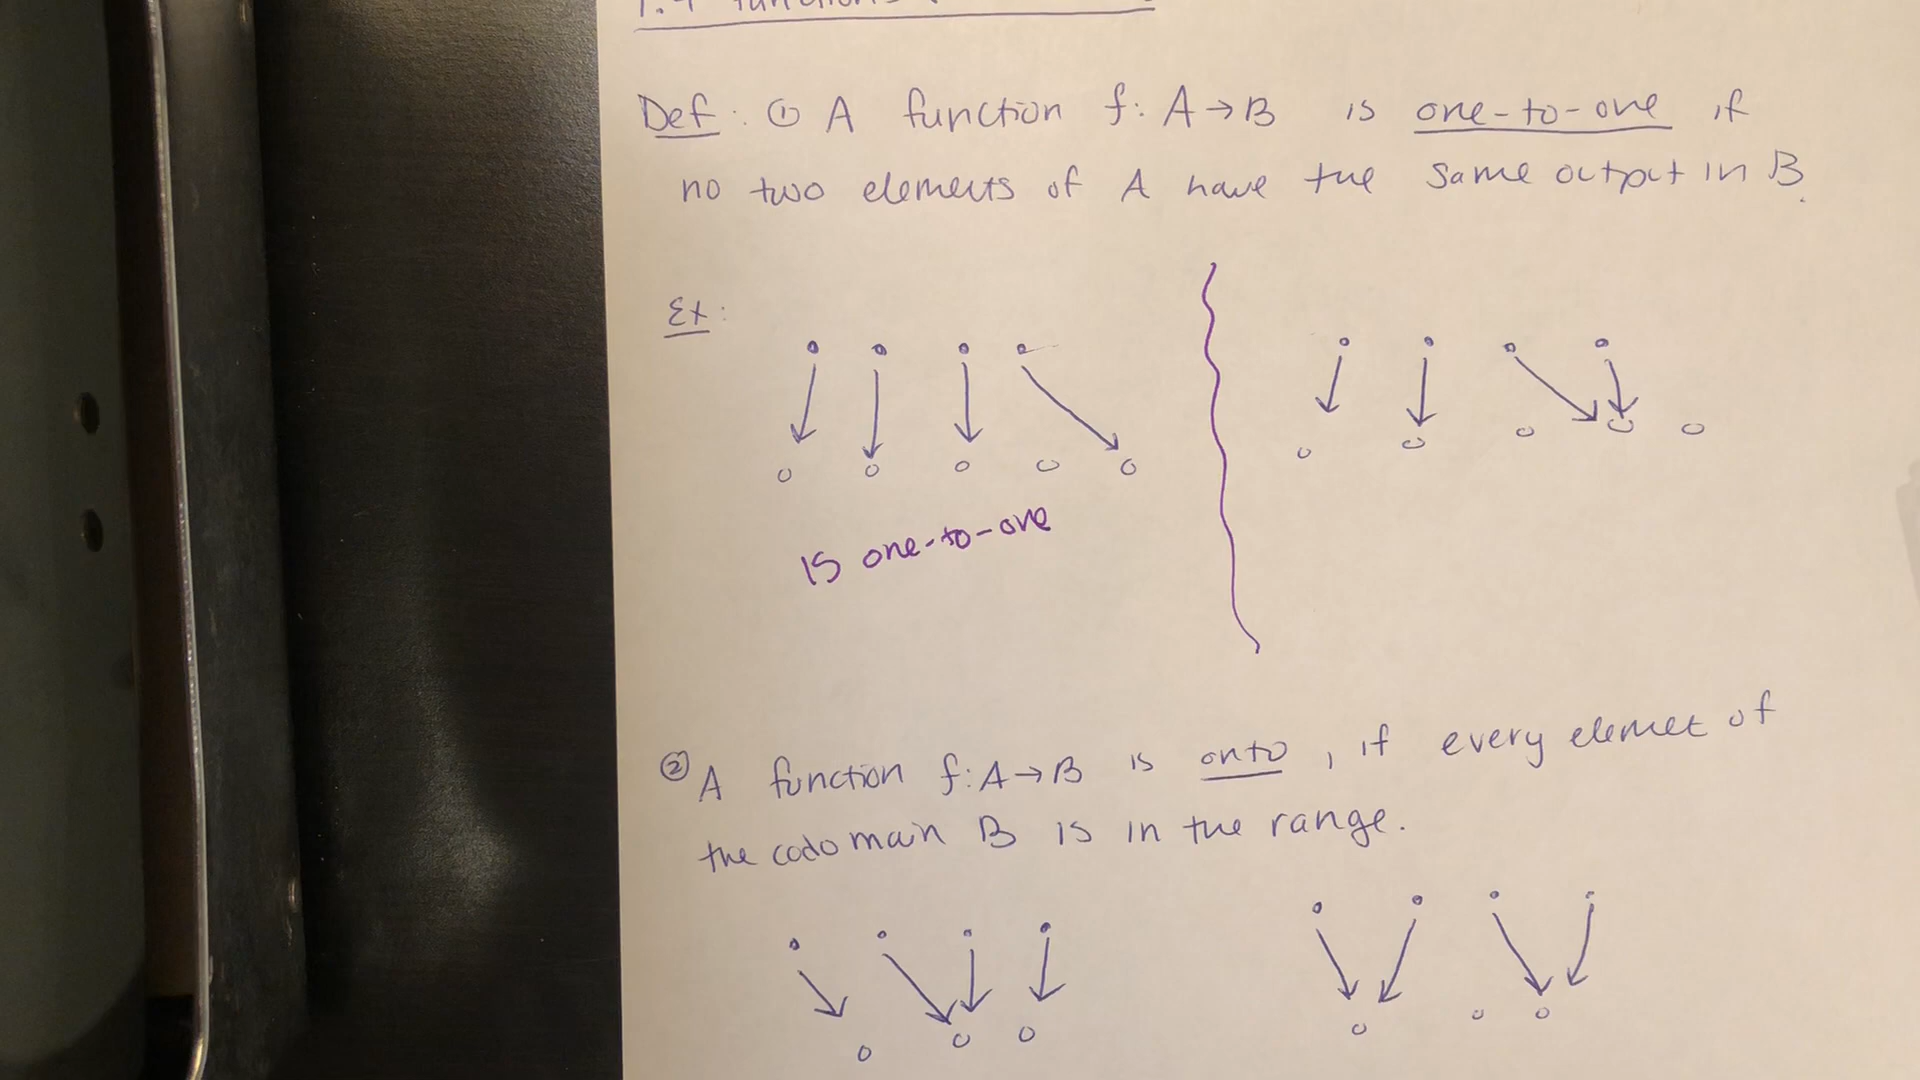 Def: ① A function f: A→B is one-to-one if
no two elements of A have the same output in B.
Ex:
is one-to-one
② A function f: A→B is onto, if every elemet of
the codomain B is in the range.